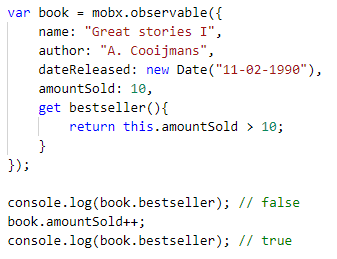 var book = mobx.observable({
    name: "Great stories I",
    author: "A. Cooijmans",
    dateReleased: new Date("11-02-1990"),
    amountSold: 10,
    get bestseller(){
        return this.amountSold > 10;
    }
});

console.log(book.bestseller); // false
book.amountSold++;
console.log(book.bestseller); // true